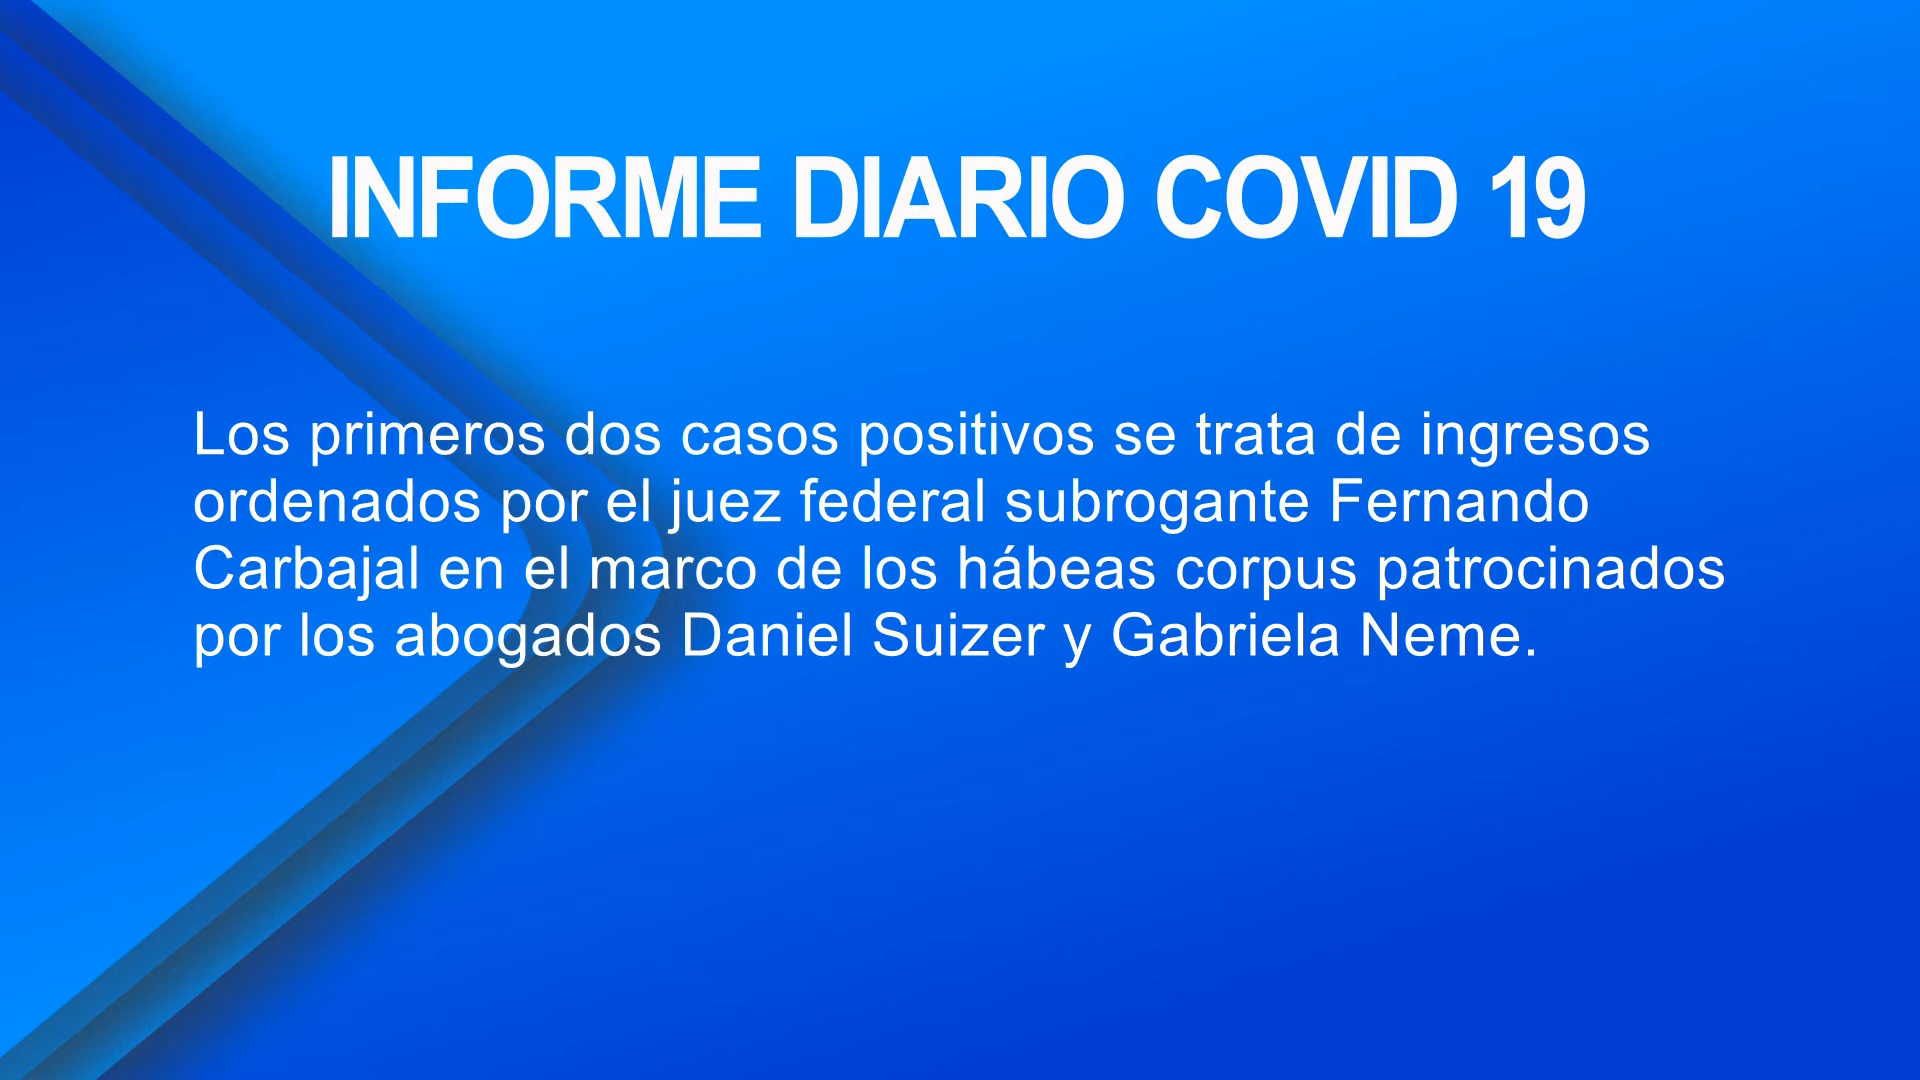 INFORME DIARIO COVID 19
Los primeros dos casos positivos se trata de ingresos
ordenados por el juez federal subrogante Fernando
Carbajal en el marco de los hábeas corpus patrocinados
por los abogados Daniel Suizer y Gabriela Neme.